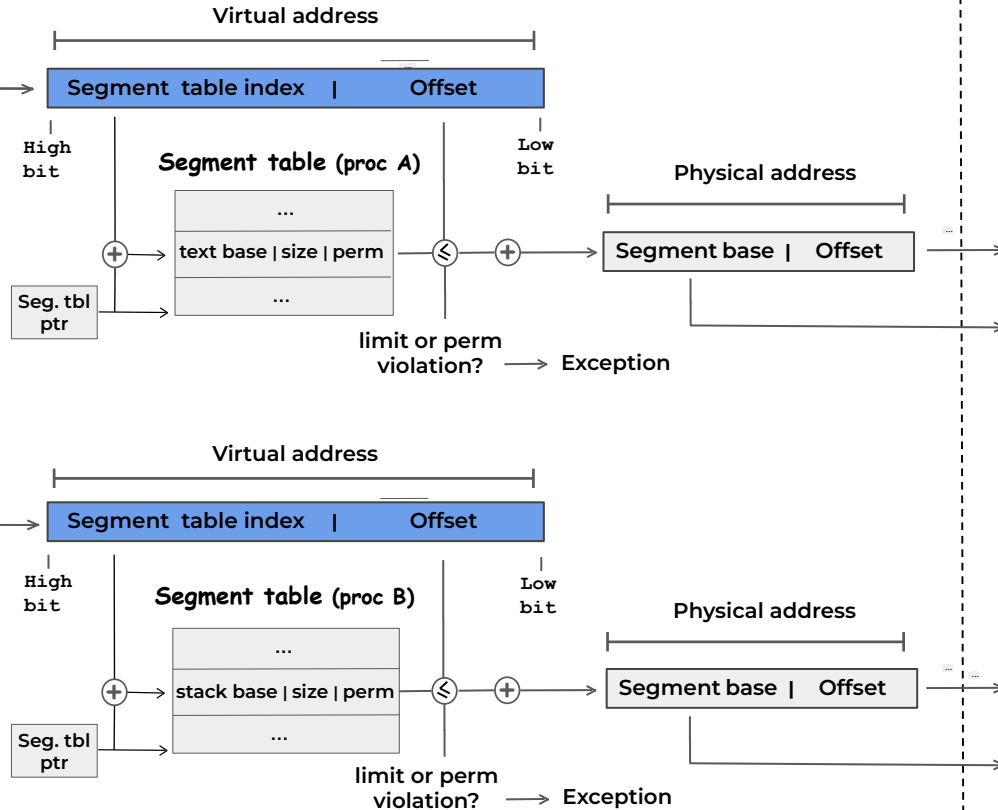 Virtual address
Segment table index | Offset
High
bit
Low
bit
Segment table (proc A)
...
text base | size | perm
...
+
≤
+
Seg. tbl
ptr
limit or perm
violation?
Exception
Physical address
Segment base | Offset
...
Virtual address
Segment table index | Offset
High
bit
Low
bit
Segment table (proc B)
...
stack base | size | perm
...
+
≤
+
Seg. tbl
ptr
limit or perm
violation?
Exception
Physical address
Segment base | Offset
...
...